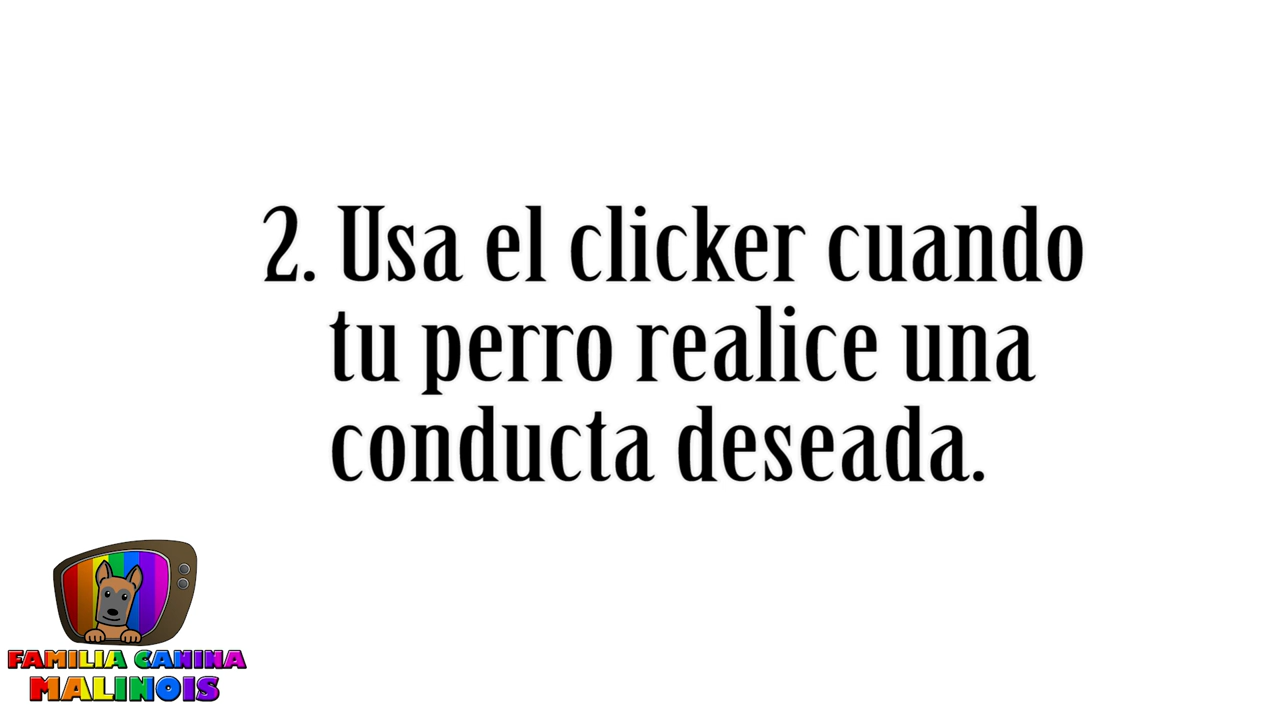 2. Usa el clicker cuando
tu perro realice una
conducta deseada.
FAMILIA CANINA
MALINOIS